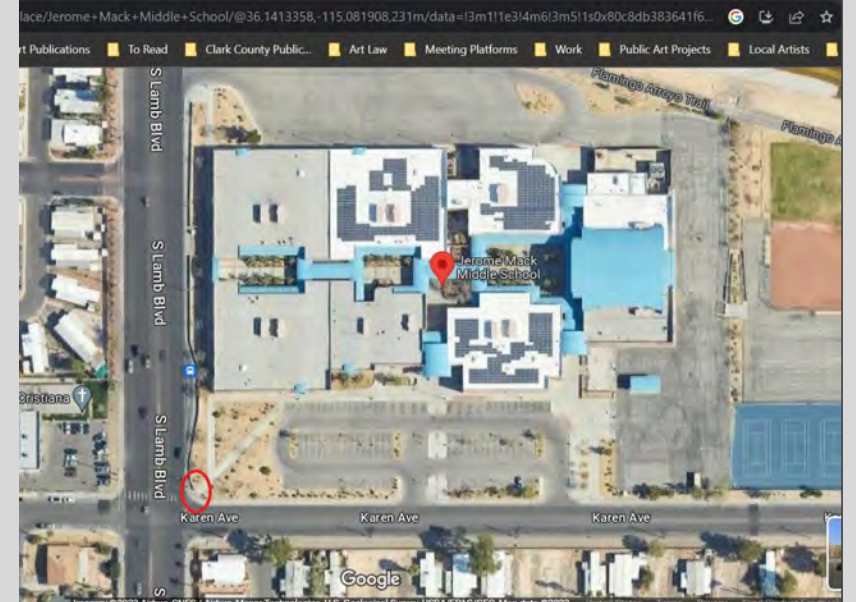 lace/Jerome+Mack+Middle+School/@36.1413358,-115.081908,231m/data=!3m1!1e3!4m6!3m5!1s0x80c8db383641f6...
rt Publications To Read Clark County Public... Art Law Meeting Platforms Work Public Art Projects Local Artists
S Lamb Blvd
Flamingo Arroyo Trail
Flamingo A
S Lamb Blvd
Jerome Mack
Middle School
Cristiana
S Lamb Blvd
Karen Ave Karen Ave Karen Ave
Google
S